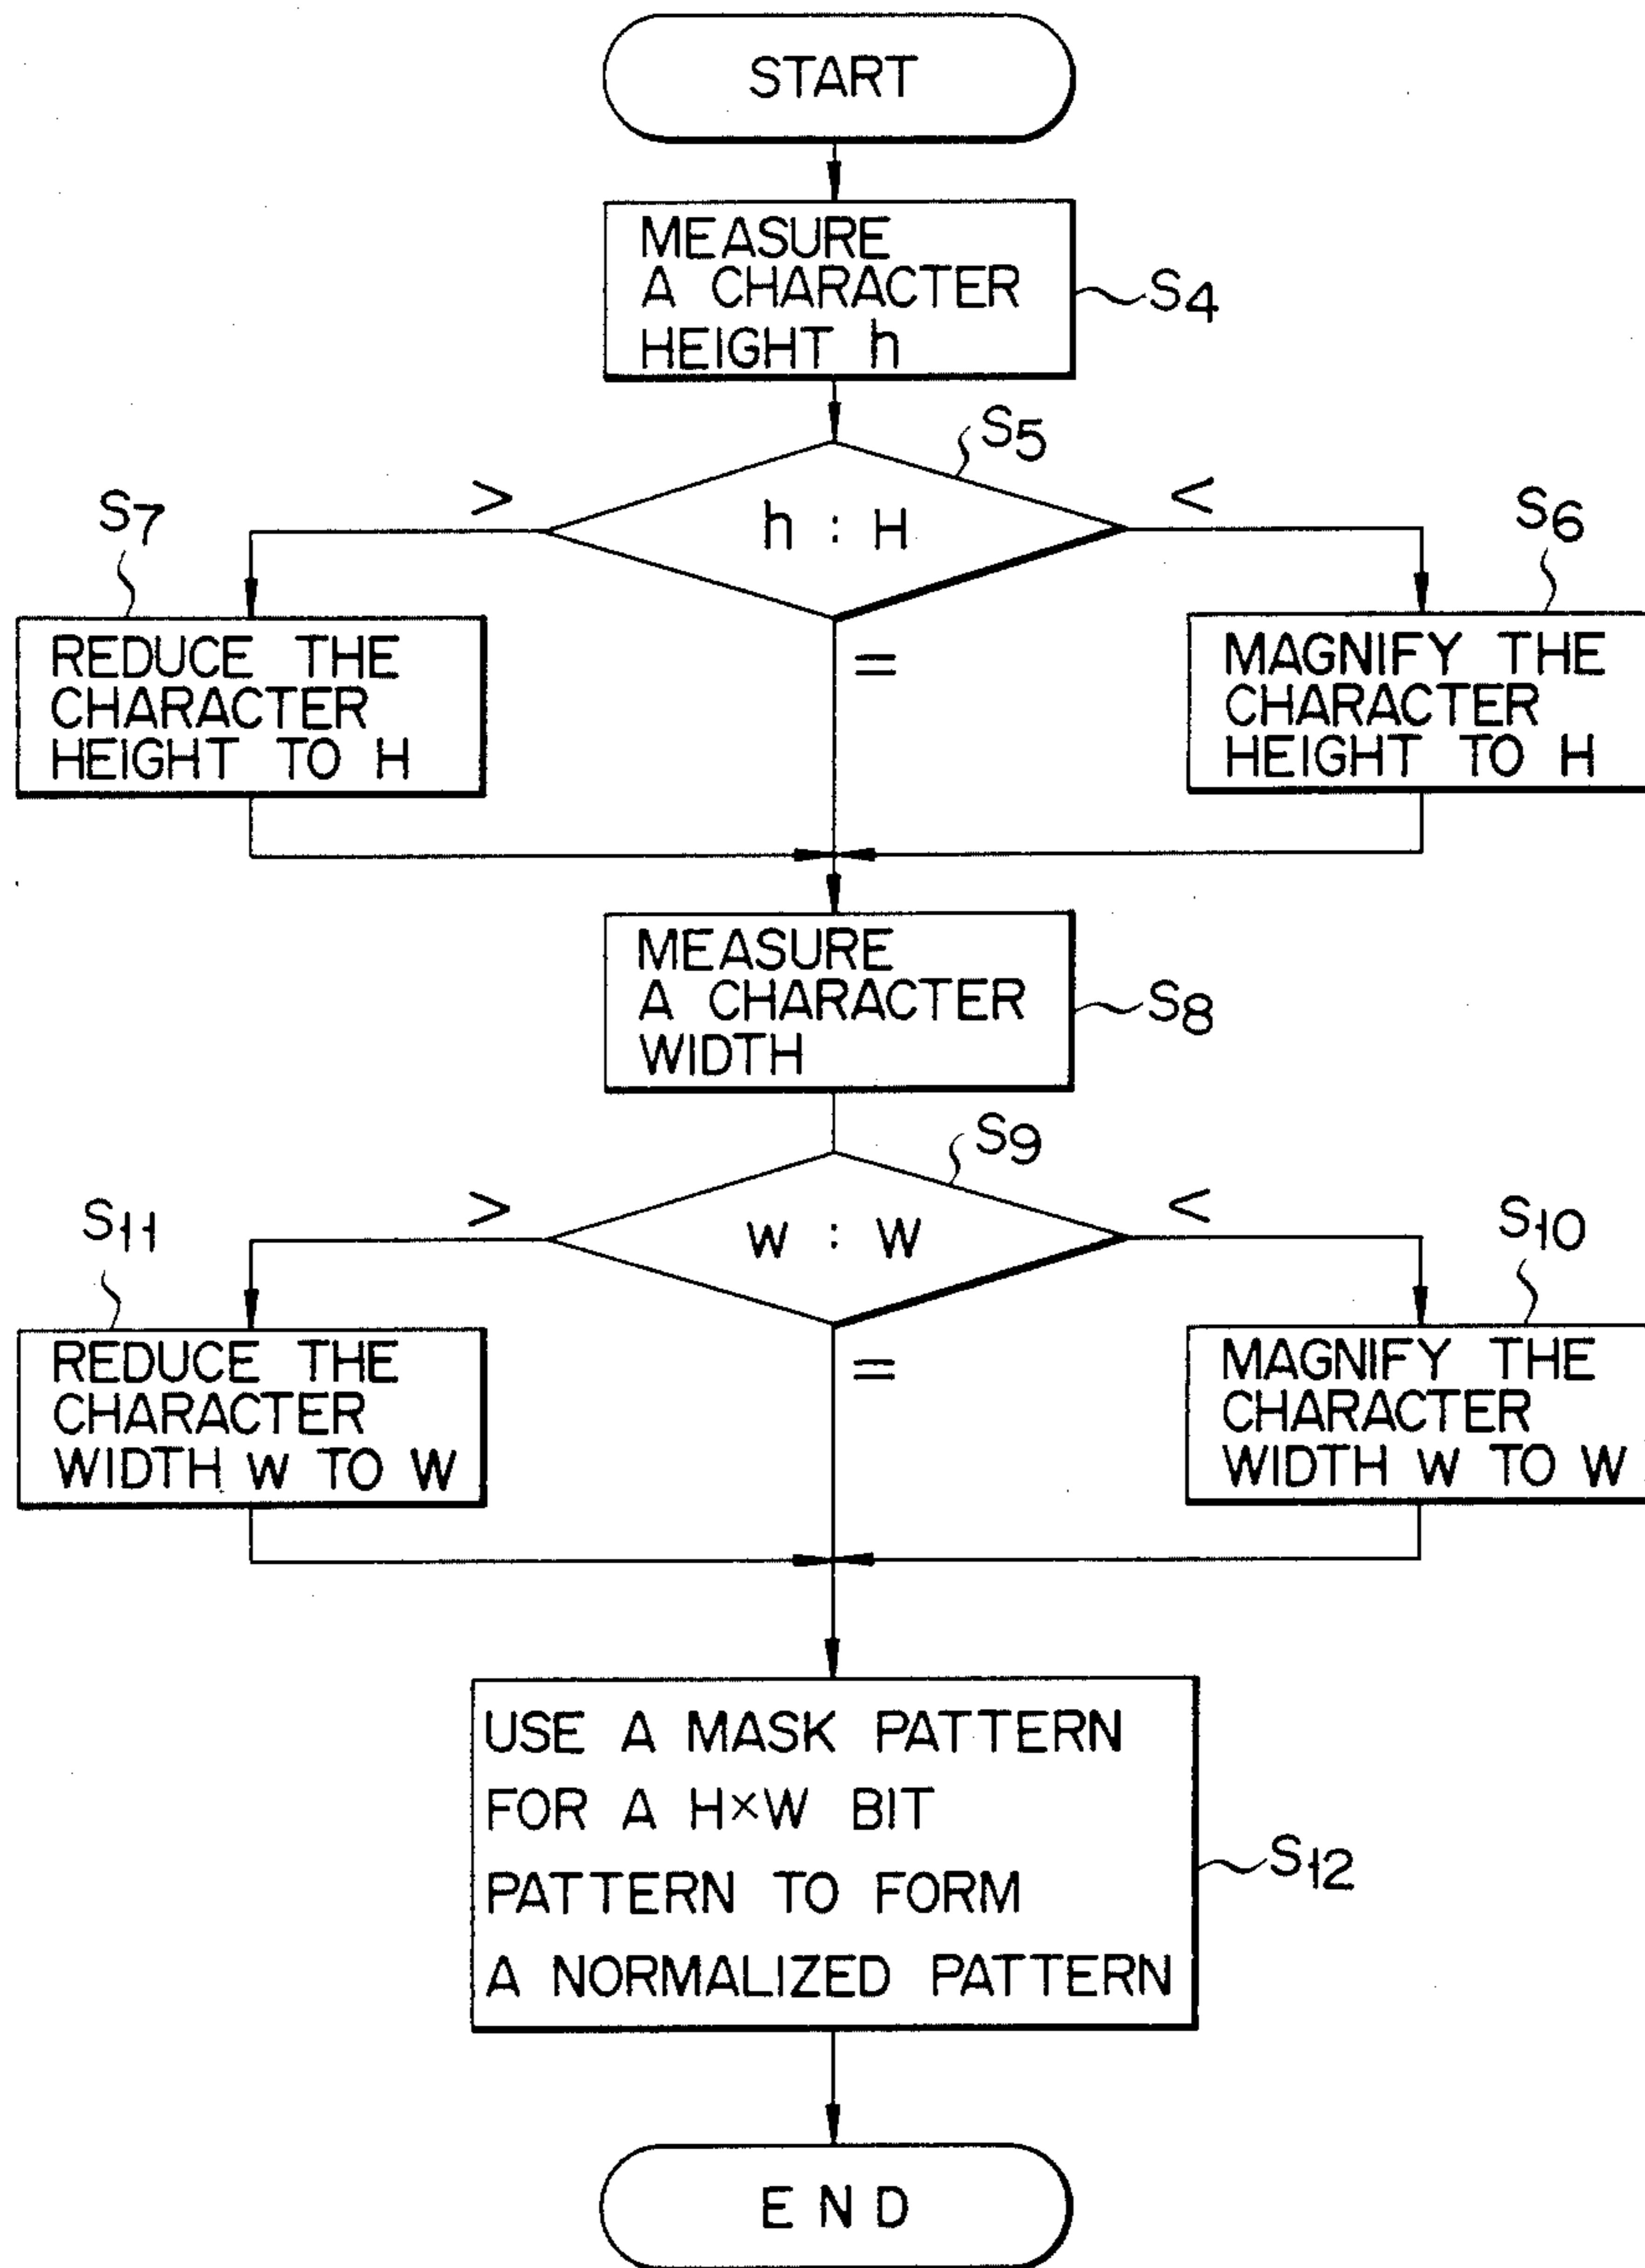 START
MEASURE
A CHARACTER
HEIGHT h
S4
S5
h : H
>
<
=
S7
REDUCE THE
CHARACTER
HEIGHT TO H
S6
MAGNIFY THE
CHARACTER
HEIGHT TO H
MEASURE
A CHARACTER
WIDTH
S8
S9
w : W
>
<
=
S11
REDUCE THE
CHARACTER
WIDTH w TO W
S10
MAGNIFY THE
CHARACTER
WIDTH w TO W
USE A MASK PATTERN
FOR A H×W BIT
PATTERN TO FORM
A NORMALIZED PATTERN
S12
END